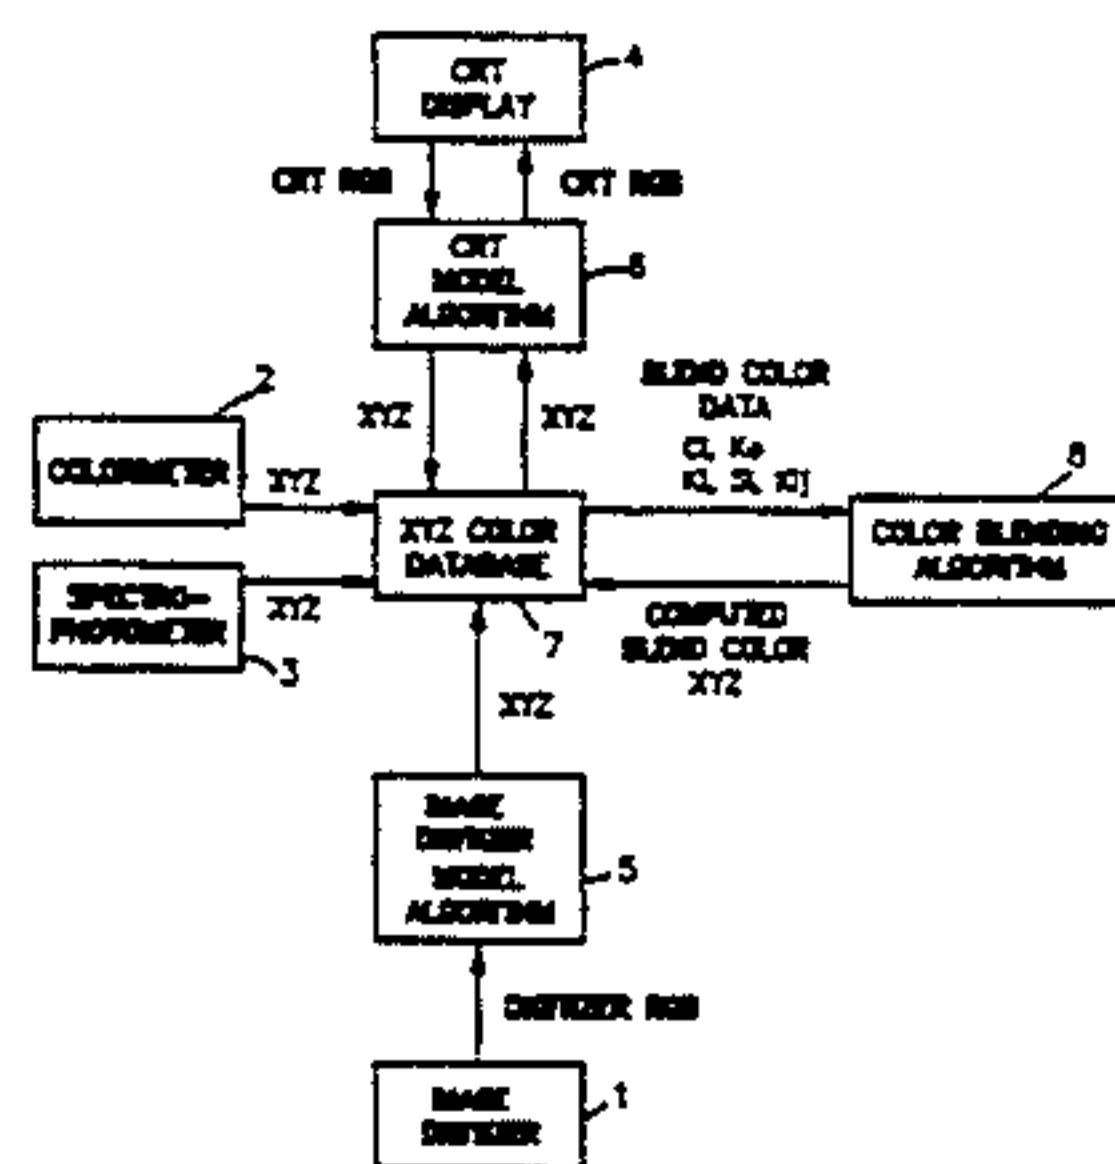 CRT
DISPLAY
4
CRT RGB
CRT RGB
CRT
MODEL
ALGORITHM
6
XYZ
XYZ
BLEND COLOR
DATA
2
COLORIMETER
XYZ
XYZ COLOR
DATABASE
7
8
COLOR BLENDING
ALGORITHM
SPECTRO-
PHOTOMETER
3
XYZ
COMPUTED
BLEND COLOR
XYZ
XYZ
IMAGE
DIGITIZER
MODEL
ALGORITHM
5
DIGITIZER RGB
IMAGE
DIGITIZER
1